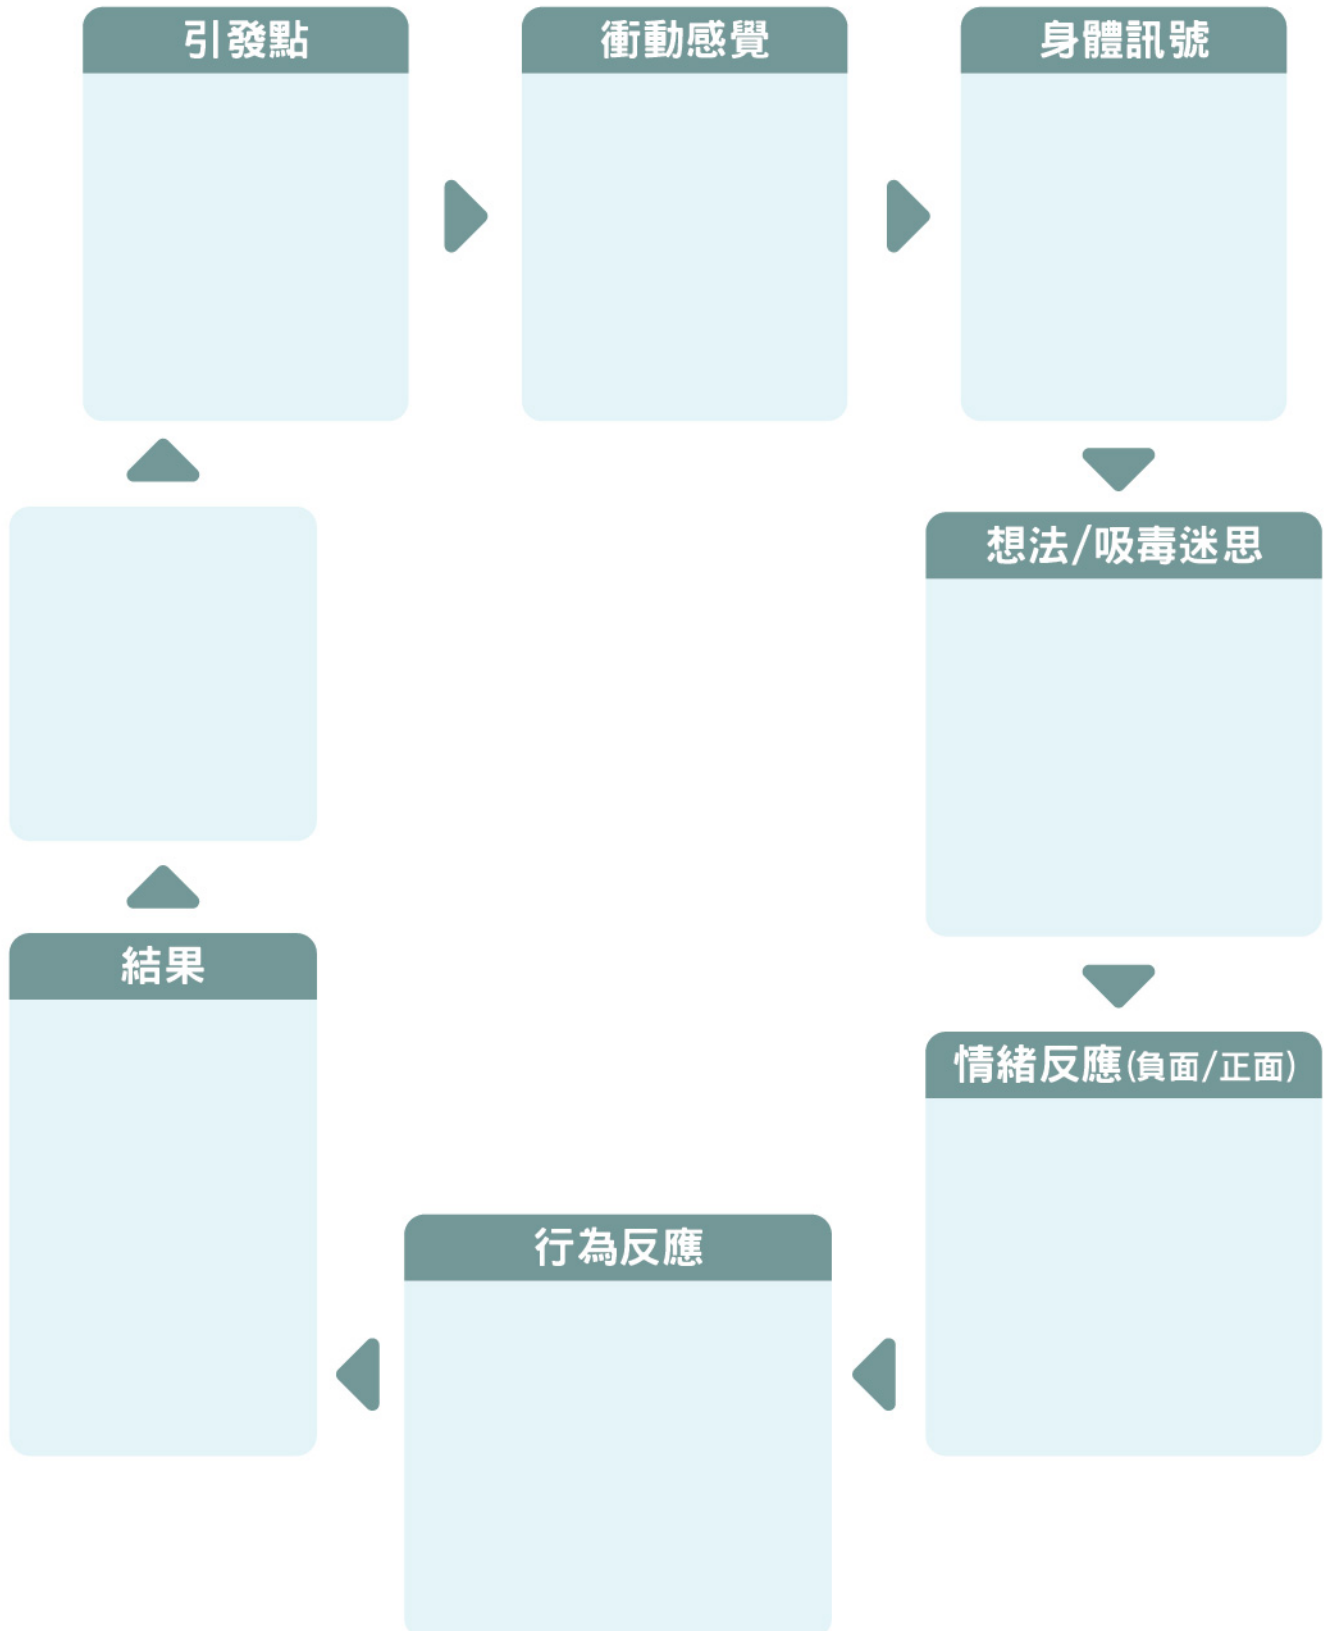 引發點
衝動感覺
身體訊號
想法/吸毒迷思
情緒反應(負面/正面)
行為反應
結果